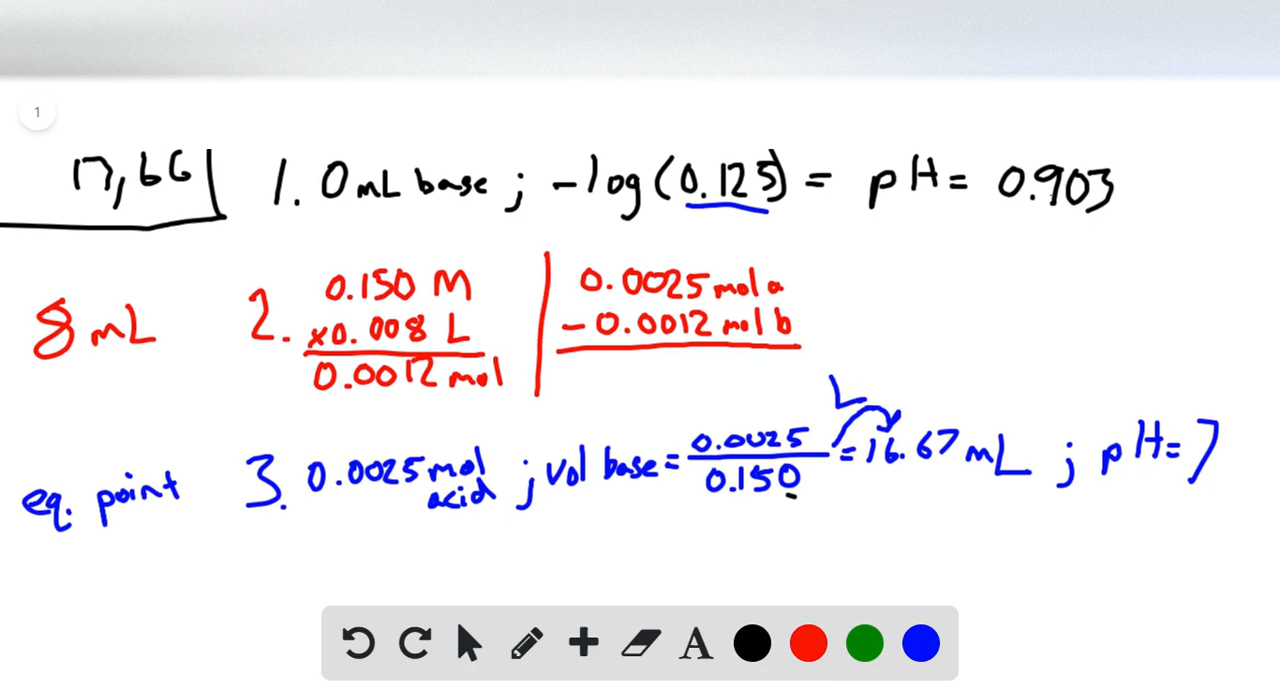 1
17,66 1. 0 mL base ; -log(0.125) = pH = 0.903
8 mL 2. 0.150 M
x0.008 L
0.0012 mol
0.0025 mol a
- 0.0012 mol b
eq. point 3. 0.0025 mol acid ; vol base = 0.0025 / 0.150 = 16.67 mL ; pH = 7
L
A